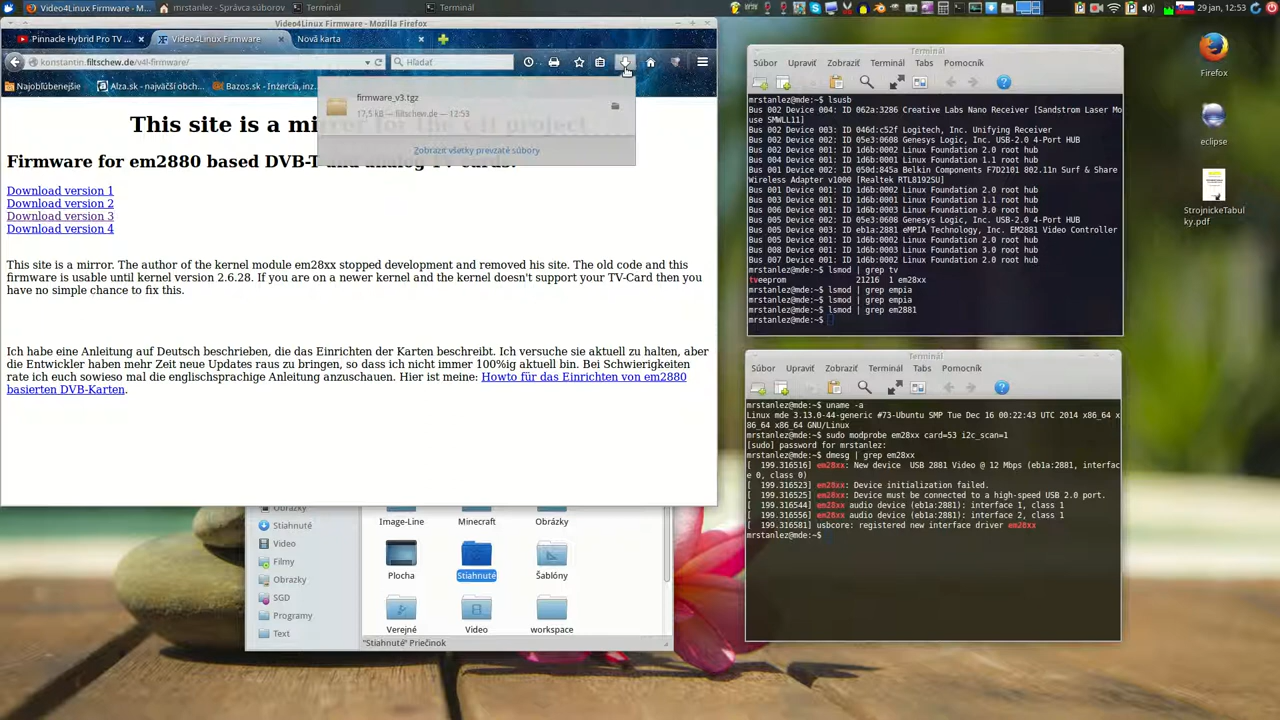 Video4Linux Firmware - M...
mrstanlez - Správca súborov
Terminál
Terminál
29 jan, 12:53
Video4Linux Firmware - Mozilla Firefox
Pinnacle Hybrid Pro TV ...
Video4Linux Firmware
Nová karta
konstantin.filtschew.de/v4l-firmware/
Hľadať
Najobľúbenejšie
Alza.sk - najväčší obch...
Bazos.sk - Inzercia, inz...
firmware_v3.tgz
17,5 kB — filtschew.de — 12:53
Zobraziť všetky prevzaté súbory
This site is a mirror for the v4l project
Firmware for em2880 based DVB-T and analog TV cards:
Download version 1
Download version 2
Download version 3
Download version 4
This site is a mirror. The author of the kernel module em28xx stopped development and removed his site. The old code and this
firmware is usable until kernel version 2.6.28. If you are on a newer kernel and the kernel doesn't support your TV-Card then you
have no simple chance to fix this.
Ich habe eine Anleitung auf Deutsch beschrieben, die das Einrichten der Karten beschreibt. Ich versuche sie aktuell zu halten, aber
die Entwickler haben mehr Zeit neue Updates raus zu bringen, so dass ich nicht immer 100%ig aktuell bin. Bei Schwierigkeiten
rate ich euch sowieso mal die englischsprachige Anleitung anzuschauen. Hier ist meine: Howto für das Einrichten von em2880
basierten DVB-Karten.
Obrázky
Stiahnuté
Video
Filmy
Obrazky
SGD
Programy
Text
Image-Line
Minecraft
Obrázky
Plocha
Stiahnuté
Šablóny
Verejné
Video
workspace
"Stiahnuté" Priečinok
Terminál
Súbor Upraviť Zobraziť Terminál Tabs Pomocník
mrstanlez@mde:~$ lsusb
Bus 002 Device 004: ID 062a:3286 Creative Labs Nano Receiver [Sandstrom Laser Mo
use SMWLL11]
Bus 002 Device 003: ID 046d:c52f Logitech, Inc. Unifying Receiver
Bus 002 Device 002: ID 05e3:0608 Genesys Logic, Inc. USB-2.0 4-Port HUB
Bus 002 Device 001: ID 1d6b:0002 Linux Foundation 2.0 root hub
Bus 004 Device 001: ID 1d6b:0001 Linux Foundation 1.1 root hub
Bus 006 Device 002: ID 050d:845a Belkin Components F7D2101 802.11n Surf & Share
Wireless Adapter v1000 [Realtek RTL8192SU]
Bus 001 Device 001: ID 1d6b:0002 Linux Foundation 2.0 root hub
Bus 003 Device 001: ID 1d6b:0001 Linux Foundation 1.1 root hub
Bus 006 Device 001: ID 1d6b:0003 Linux Foundation 3.0 root hub
Bus 005 Device 002: ID 05e3:0608 Genesys Logic, Inc. USB-2.0 4-Port HUB
Bus 005 Device 003: ID eb1a:2881 eMPIA Technology, Inc. EM2881 Video Controller
Bus 005 Device 001: ID 1d6b:0002 Linux Foundation 2.0 root hub
Bus 008 Device 001: ID 1d6b:0003 Linux Foundation 3.0 root hub
Bus 007 Device 001: ID 1d6b:0002 Linux Foundation 2.0 root hub
mrstanlez@mde:~$ lsmod | grep tv
tveeprom 21216 1 em28xx
mrstanlez@mde:~$ lsmod | grep empia
mrstanlez@mde:~$ lsmod | grep empia
mrstanlez@mde:~$ lsmod | grep em2881
mrstanlez@mde:~$
Terminál
Súbor Upraviť Zobraziť Terminál Tabs Pomocník
mrstanlez@mde:~$ uname -a
Linux mde 3.13.0-44-generic #73-Ubuntu SMP Tue Dec 16 00:22:43 UTC 2014 x86_64 x
86_64 x86_64 GNU/Linux
mrstanlez@mde:~$ sudo modprobe em28xx card=53 i2c_scan=1
[sudo] password for mrstanlez:
mrstanlez@mde:~$ dmesg | grep em28xx
[ 199.316516] em28xx: New device  USB 2881 Video @ 12 Mbps (eb1a:2881, interfac
e 0, class 0)
[ 199.316523] em28xx: Device initialization failed.
[ 199.316525] em28xx: Device must be connected to a high-speed USB 2.0 port.
[ 199.316544] em28xx audio device (eb1a:2881): interface 1, class 1
[ 199.316556] em28xx audio device (eb1a:2881): interface 2, class 1
[ 199.316581] usbcore: registered new interface driver em28xx
mrstanlez@mde:~$
Firefox
eclipse
StrojnickeTabul
ky.pdf